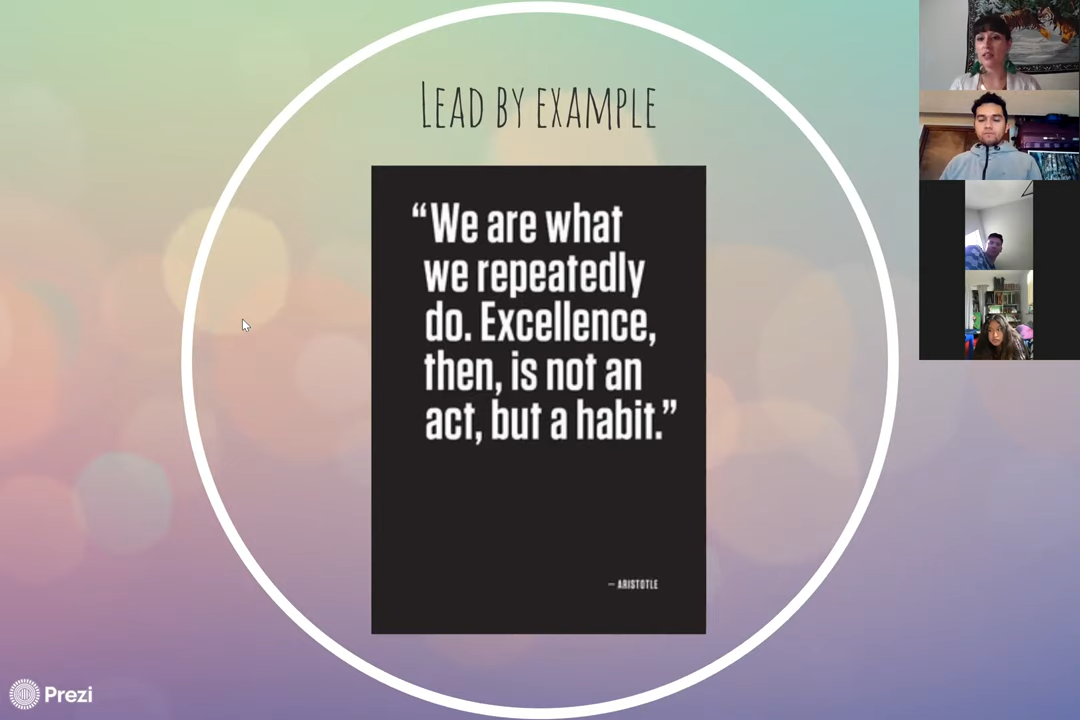 Lead by example
“We are what
we repeatedly
do. Excellence,
then, is not an
act, but a habit.”
— ARISTOTLE
Prezi